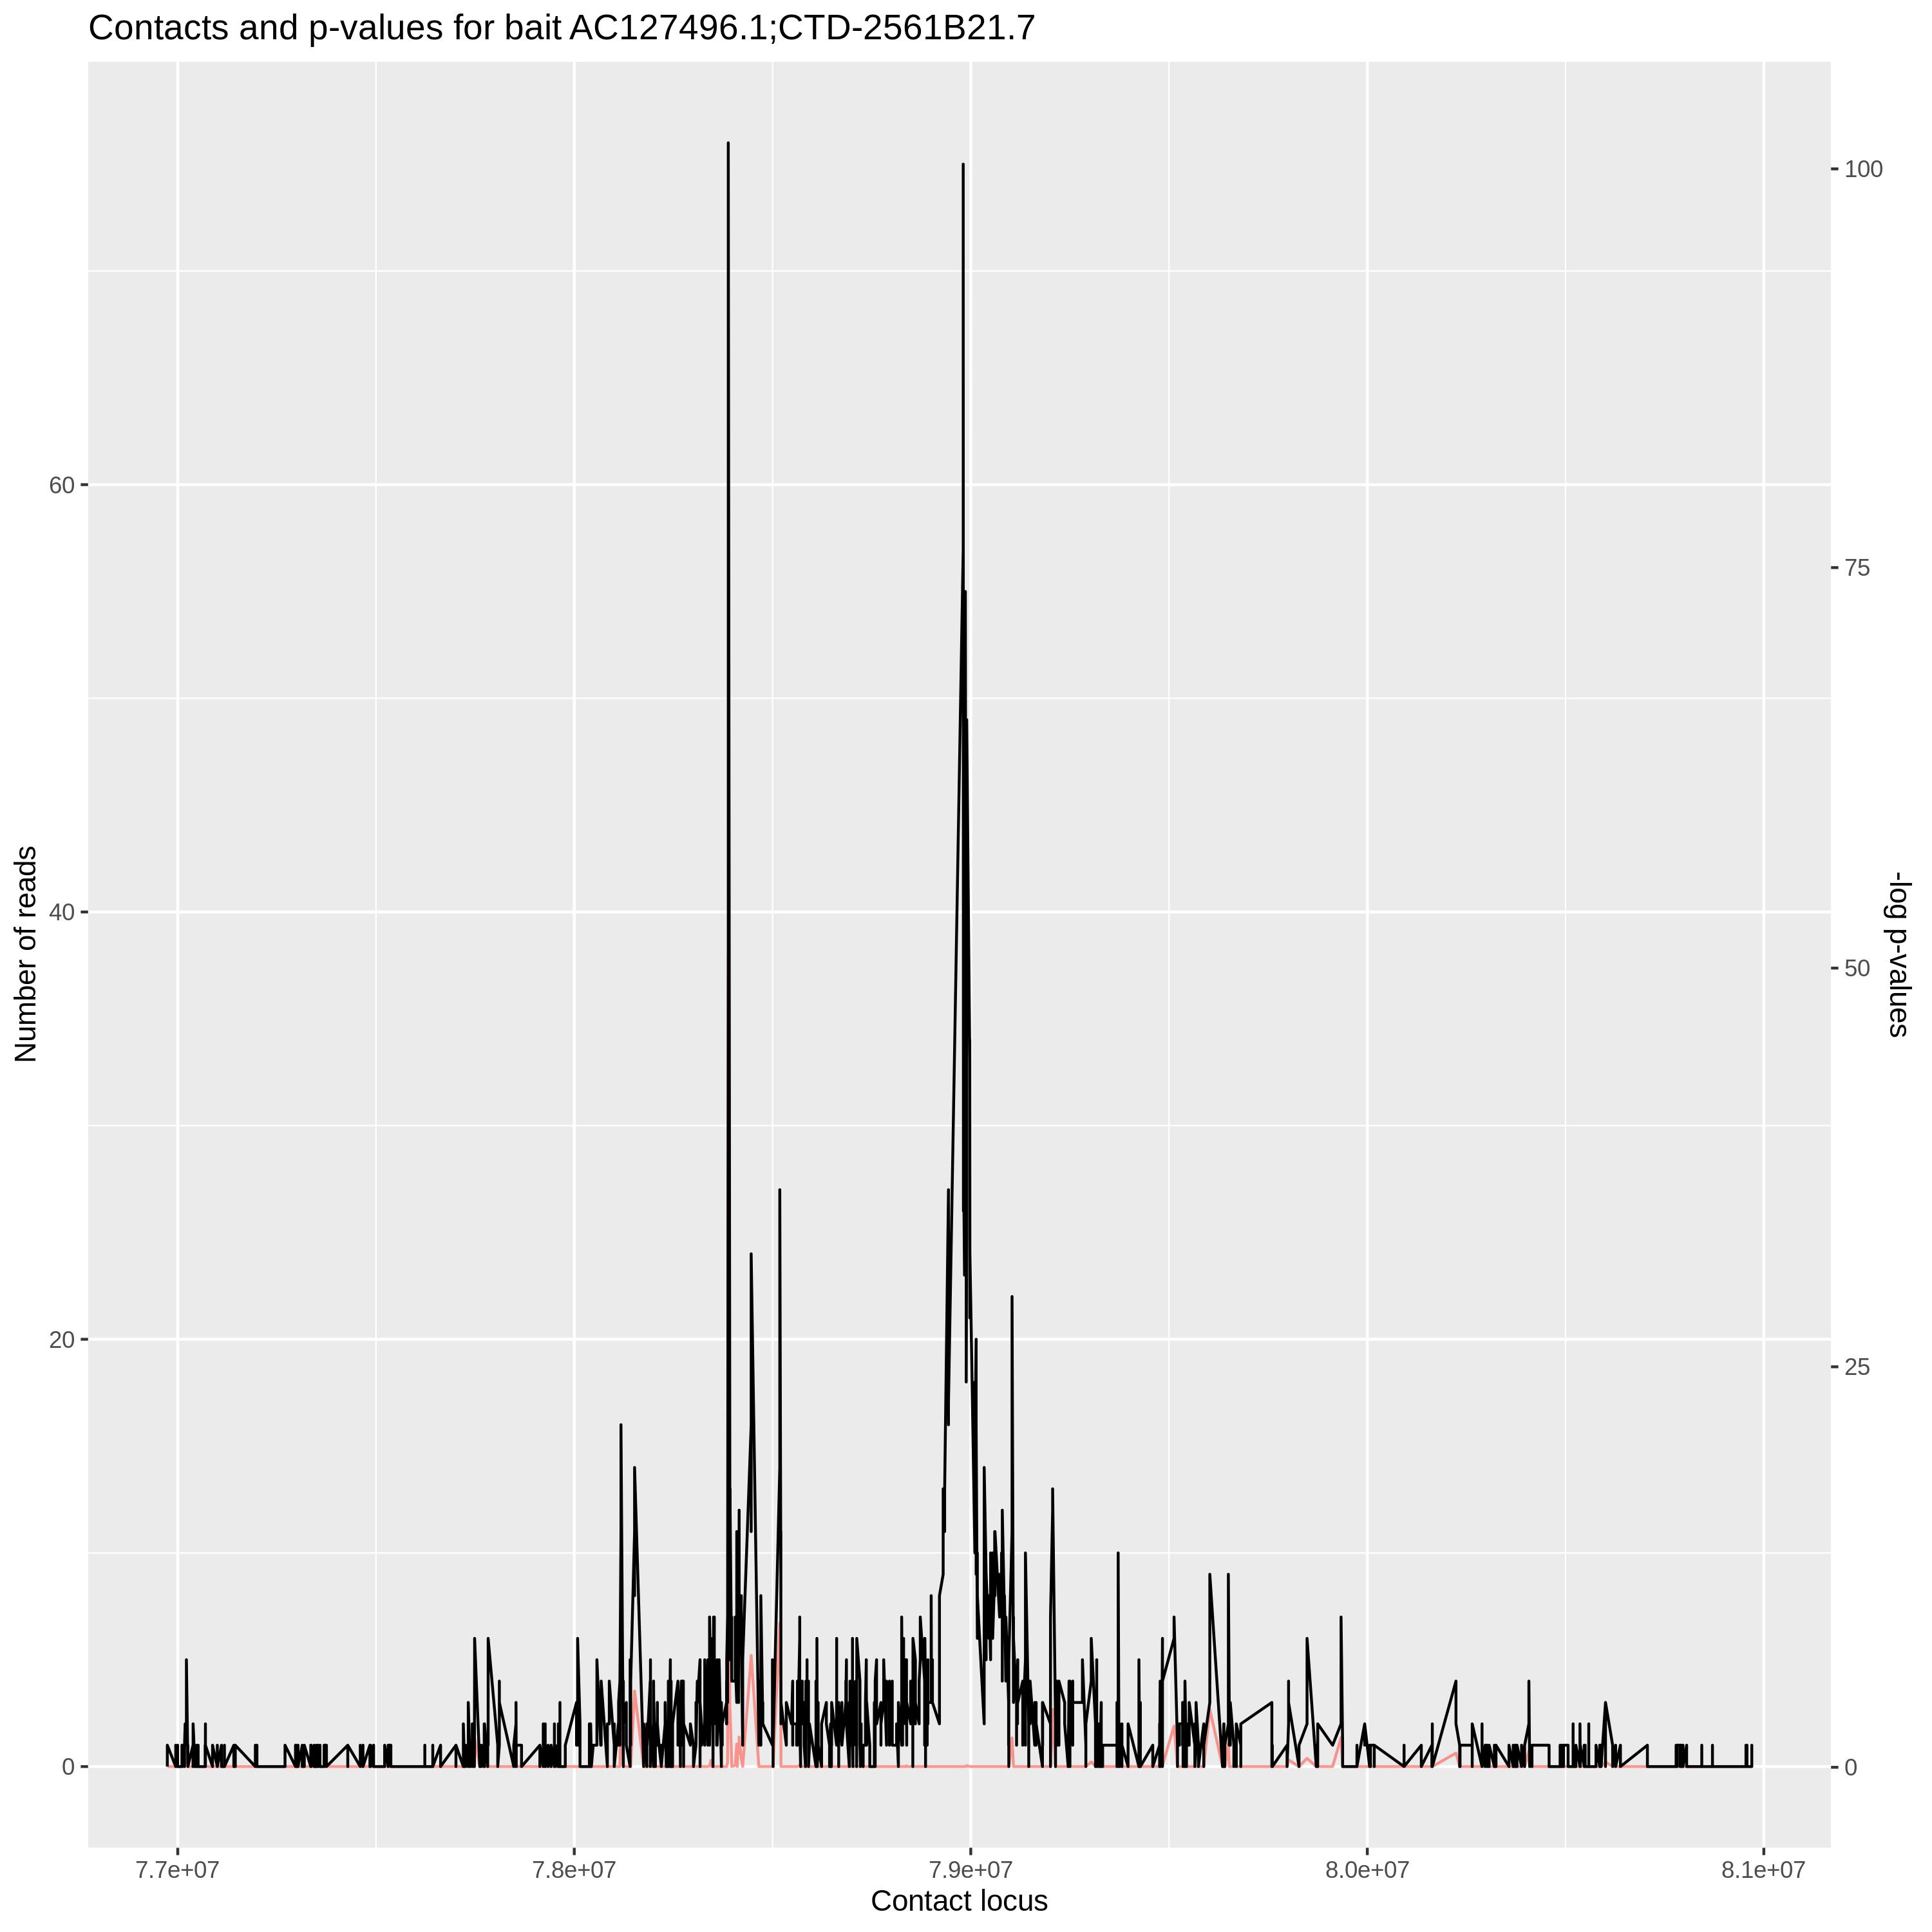 Contacts and p-values for bait AC127496.1;CTD-2561B21.7
Number of reads
60
40
20
0
100
75
50
25
0
-log p-values
7.7e+07
7.8e+07
7.9e+07
8.0e+07
8.1e+07
Contact locus